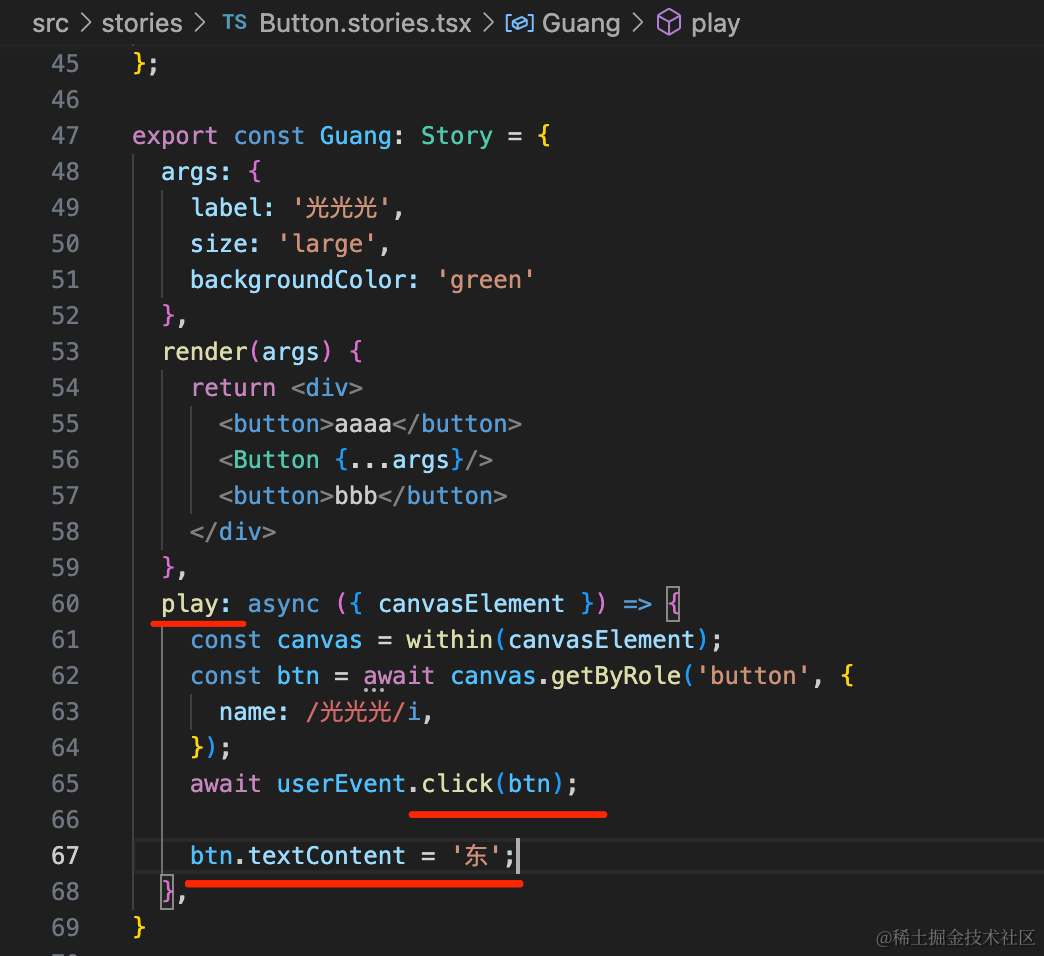 src > stories > TS Button.stories.tsx > Guang > play
45 };
46
47 export const Guang: Story = {
48   args: {
49     label: '光光光',
50     size: 'large',
51     backgroundColor: 'green'
52   },
53   render(args) {
54     return <div>
55       <button>aaaa</button>
56       <Button {...args}/>
57       <button>bbb</button>
58     </div>
59   },
60   play: async ({ canvasElement }) => {
61     const canvas = within(canvasElement);
62     const btn = await canvas.getByRole('button', {
63       name: /光光光/i,
64     });
65     await userEvent.click(btn);
66
67     btn.textContent = '东';
68   },
69 }
@稀土掘金技术社区